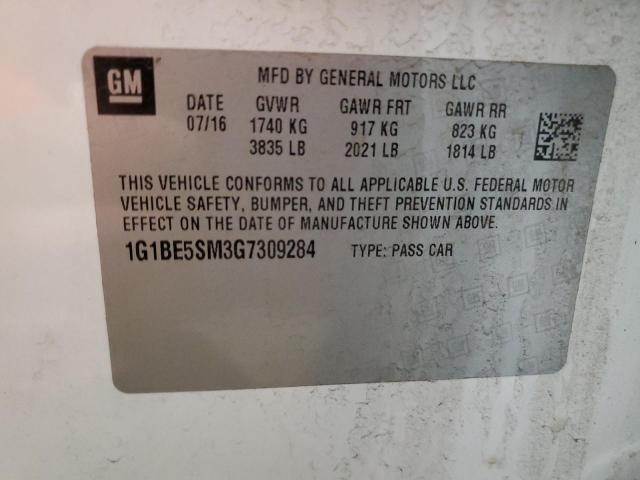 GM
MFD BY GENERAL MOTORS LLC
DATE GVWR GAWR FRT GAWR RR
07/16 1740 KG 917 KG 823 KG
3835 LB 2021 LB 1814 LB
THIS VEHICLE CONFORMS TO ALL APPLICABLE U.S. FEDERAL MOTOR
VEHICLE SAFETY, BUMPER, AND THEFT PREVENTION STANDARDS IN
EFFECT ON THE DATE OF MANUFACTURE SHOWN ABOVE.
1G1BE5SM3G7309284 TYPE: PASS CAR